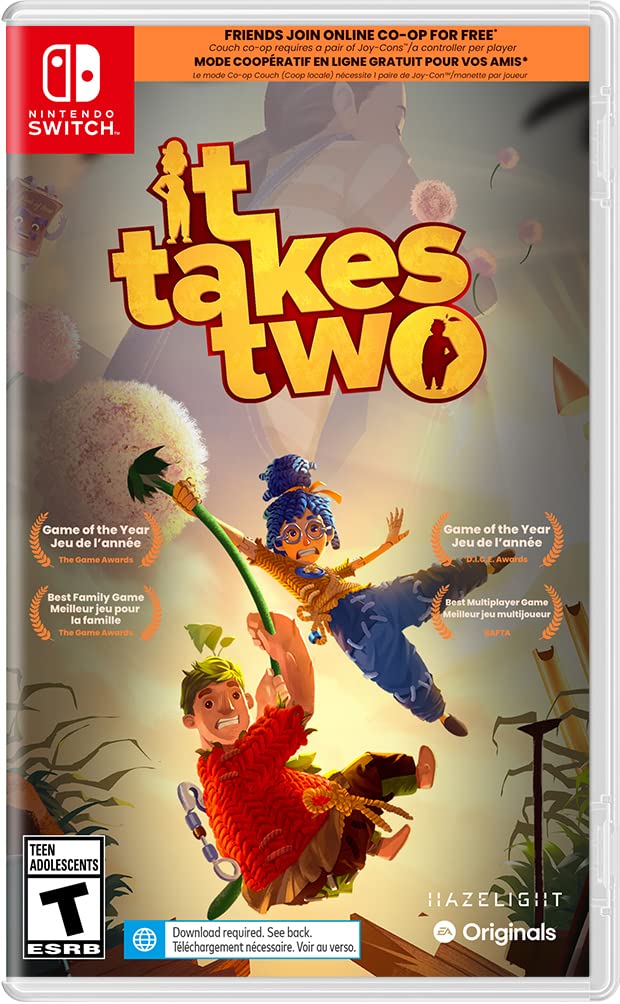 NINTENDO
SWITCH™
FRIENDS JOIN ONLINE CO-OP FOR FREE*
Couch co-op requires a pair of Joy-Cons™/a controller per player
MODE COOPÉRATIF EN LIGNE GRATUIT POUR VOS AMIS*
Le mode Co-op Couch (Coop locale) nécessite 1 paire de Joy-Con™/manette par joueur
it
takes
two
Game of the Year
Jeu de l'année
The Game Awards
Game of the Year
Jeu de l'année
D.I.C.E. Awards
Best Family Game
Meilleur jeu pour
la famille
The Game Awards
Best Multiplayer Game
Meilleur jeu multijoueur
BAFTA
TEEN
ADOLESCENTS
T
ESRB
Download required. See back.
Téléchargement nécessaire. Voir au verso.
HAZELIGHT
EA Originals